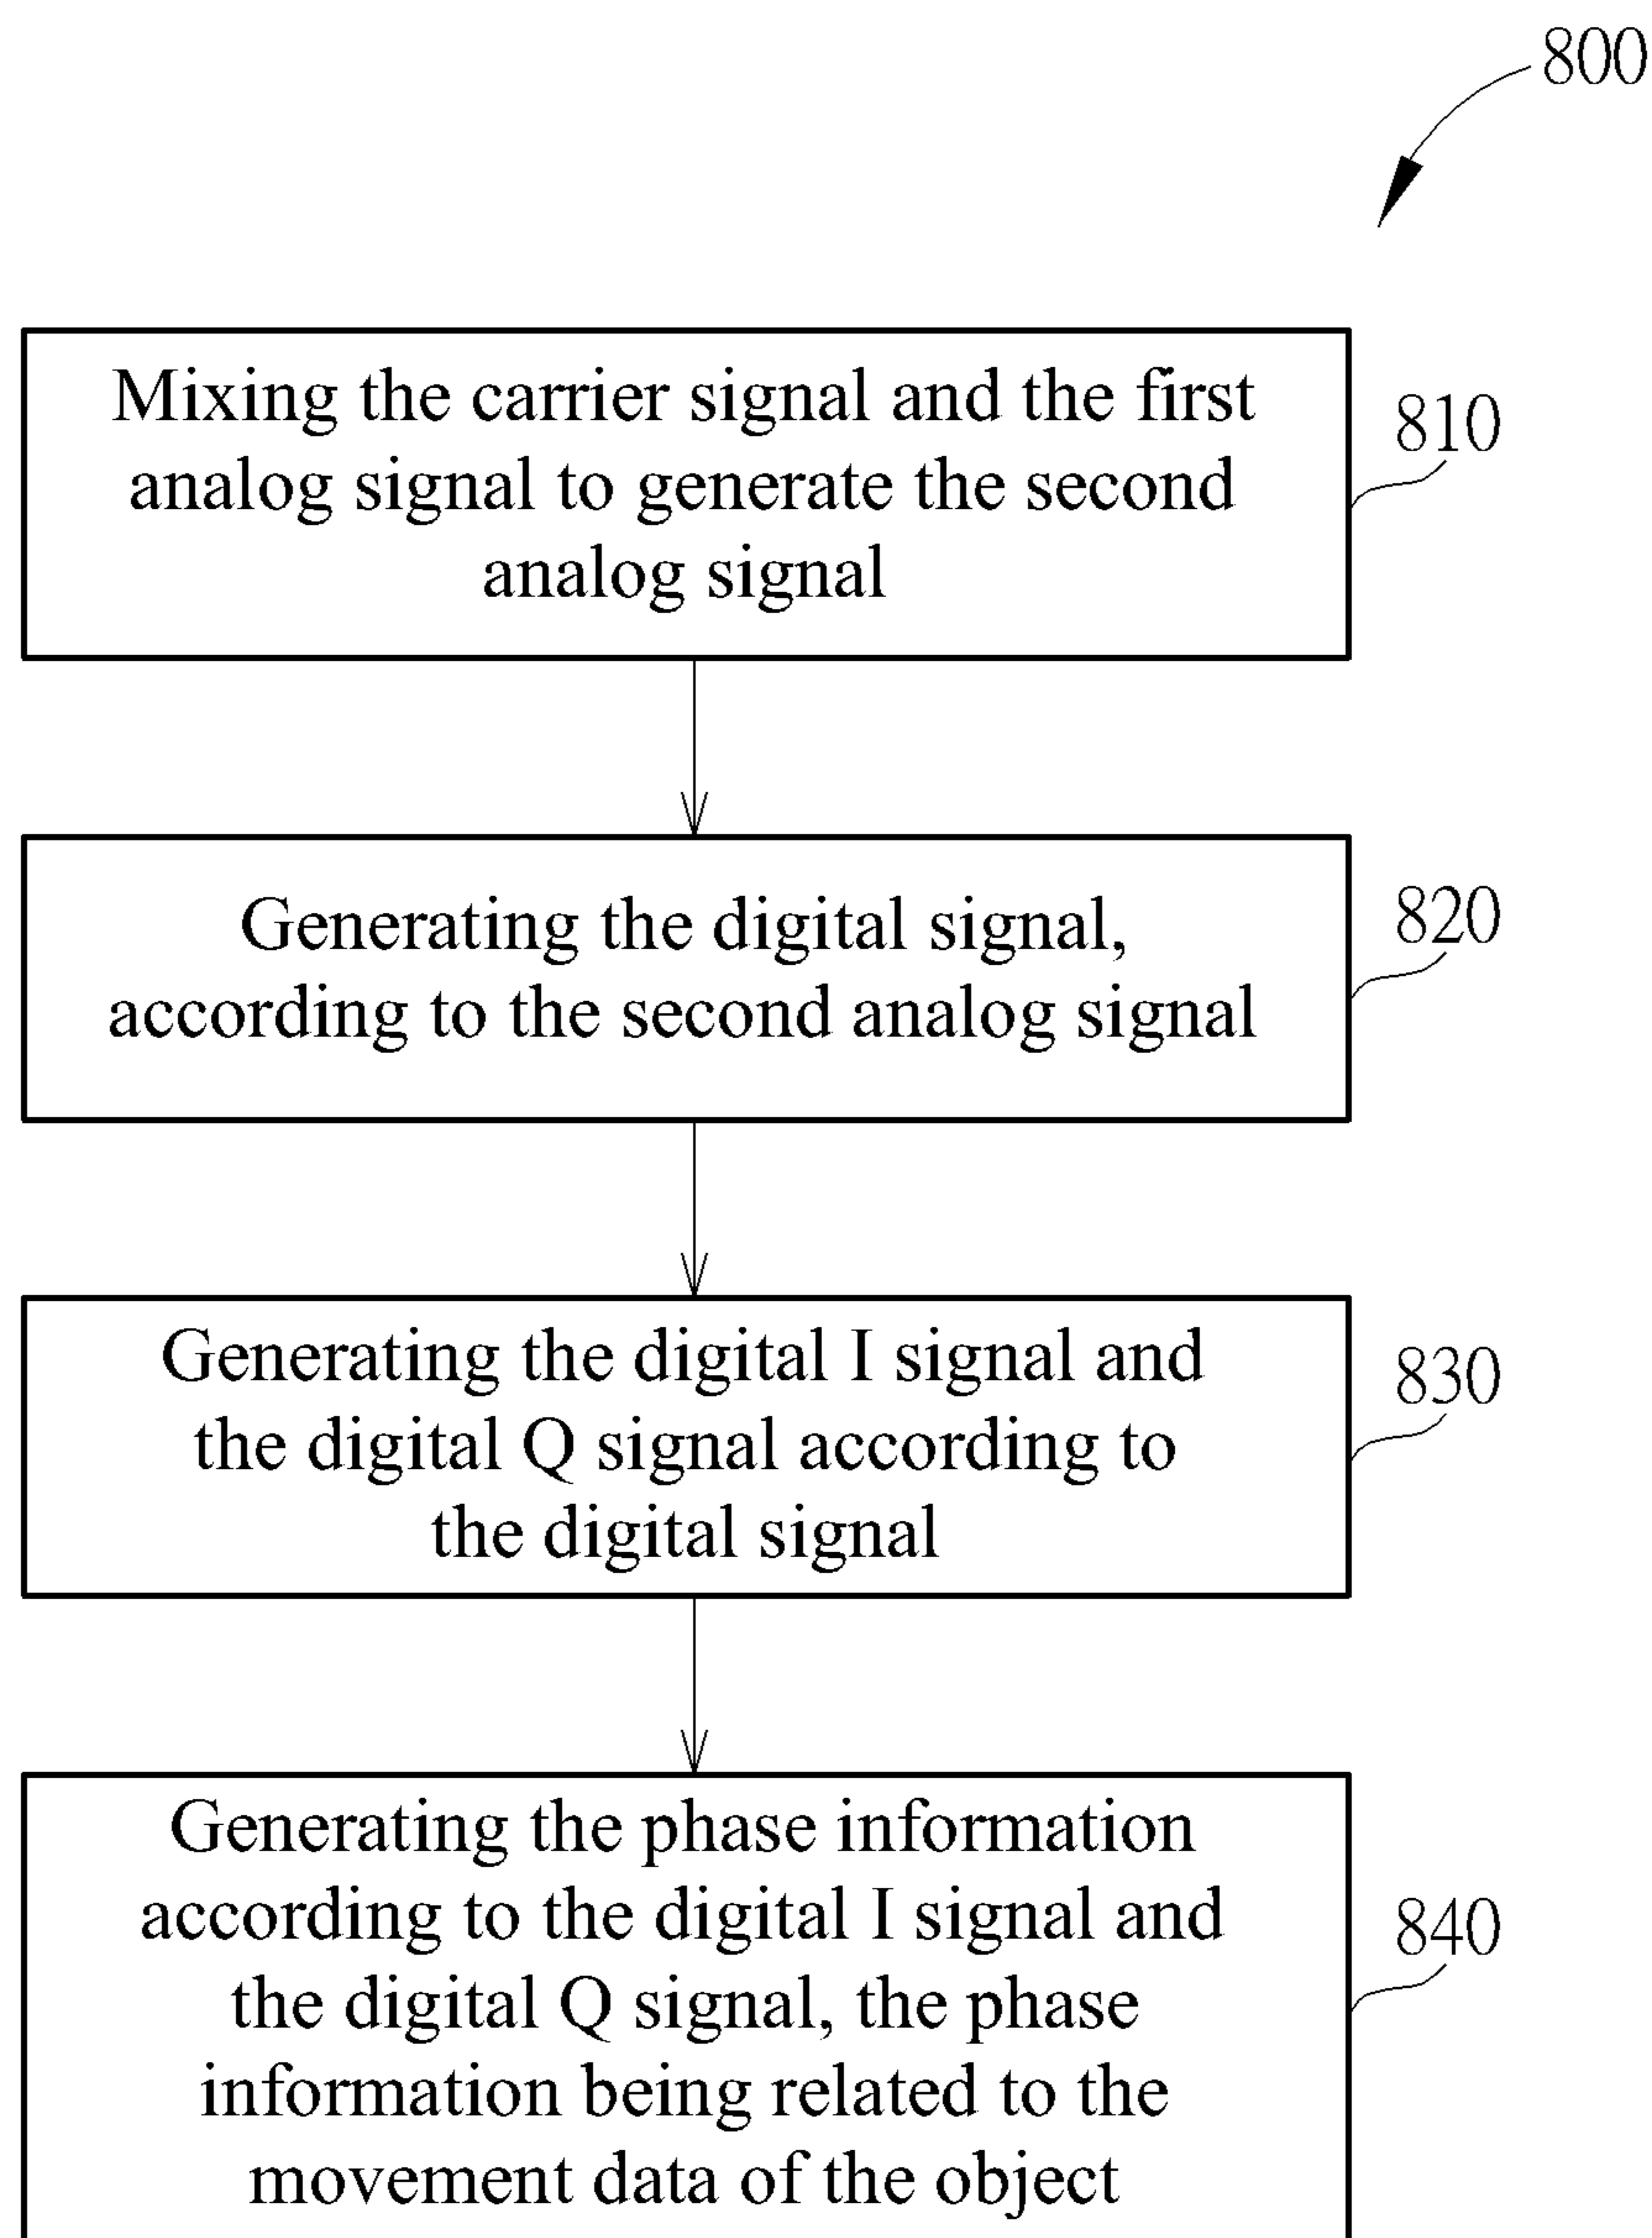 800
Mixing the carrier signal and the first
analog signal to generate the second
analog signal
810
Generating the digital signal,
according to the second analog signal
820
Generating the digital I signal and
the digital Q signal according to
the digital signal
830
Generating the phase information
according to the digital I signal and
the digital Q signal, the phase
information being related to the
movement data of the object
840